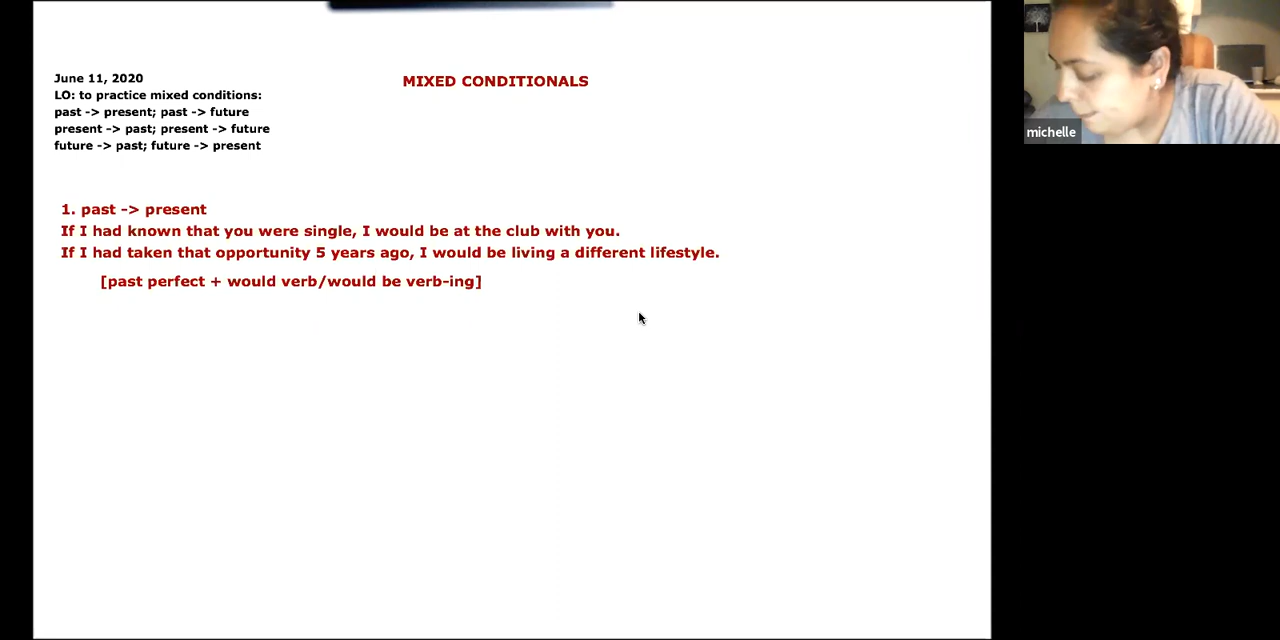 June 11, 2020
MIXED CONDITIONALS
LO: to practice mixed conditions:
past -> present; past -> future
present -> past; present -> future
future -> past; future -> present
1. past -> present
If I had known that you were single, I would be at the club with you.
If I had taken that opportunity 5 years ago, I would be living a different lifestyle.
[past perfect + would verb/would be verb-ing]
michelle